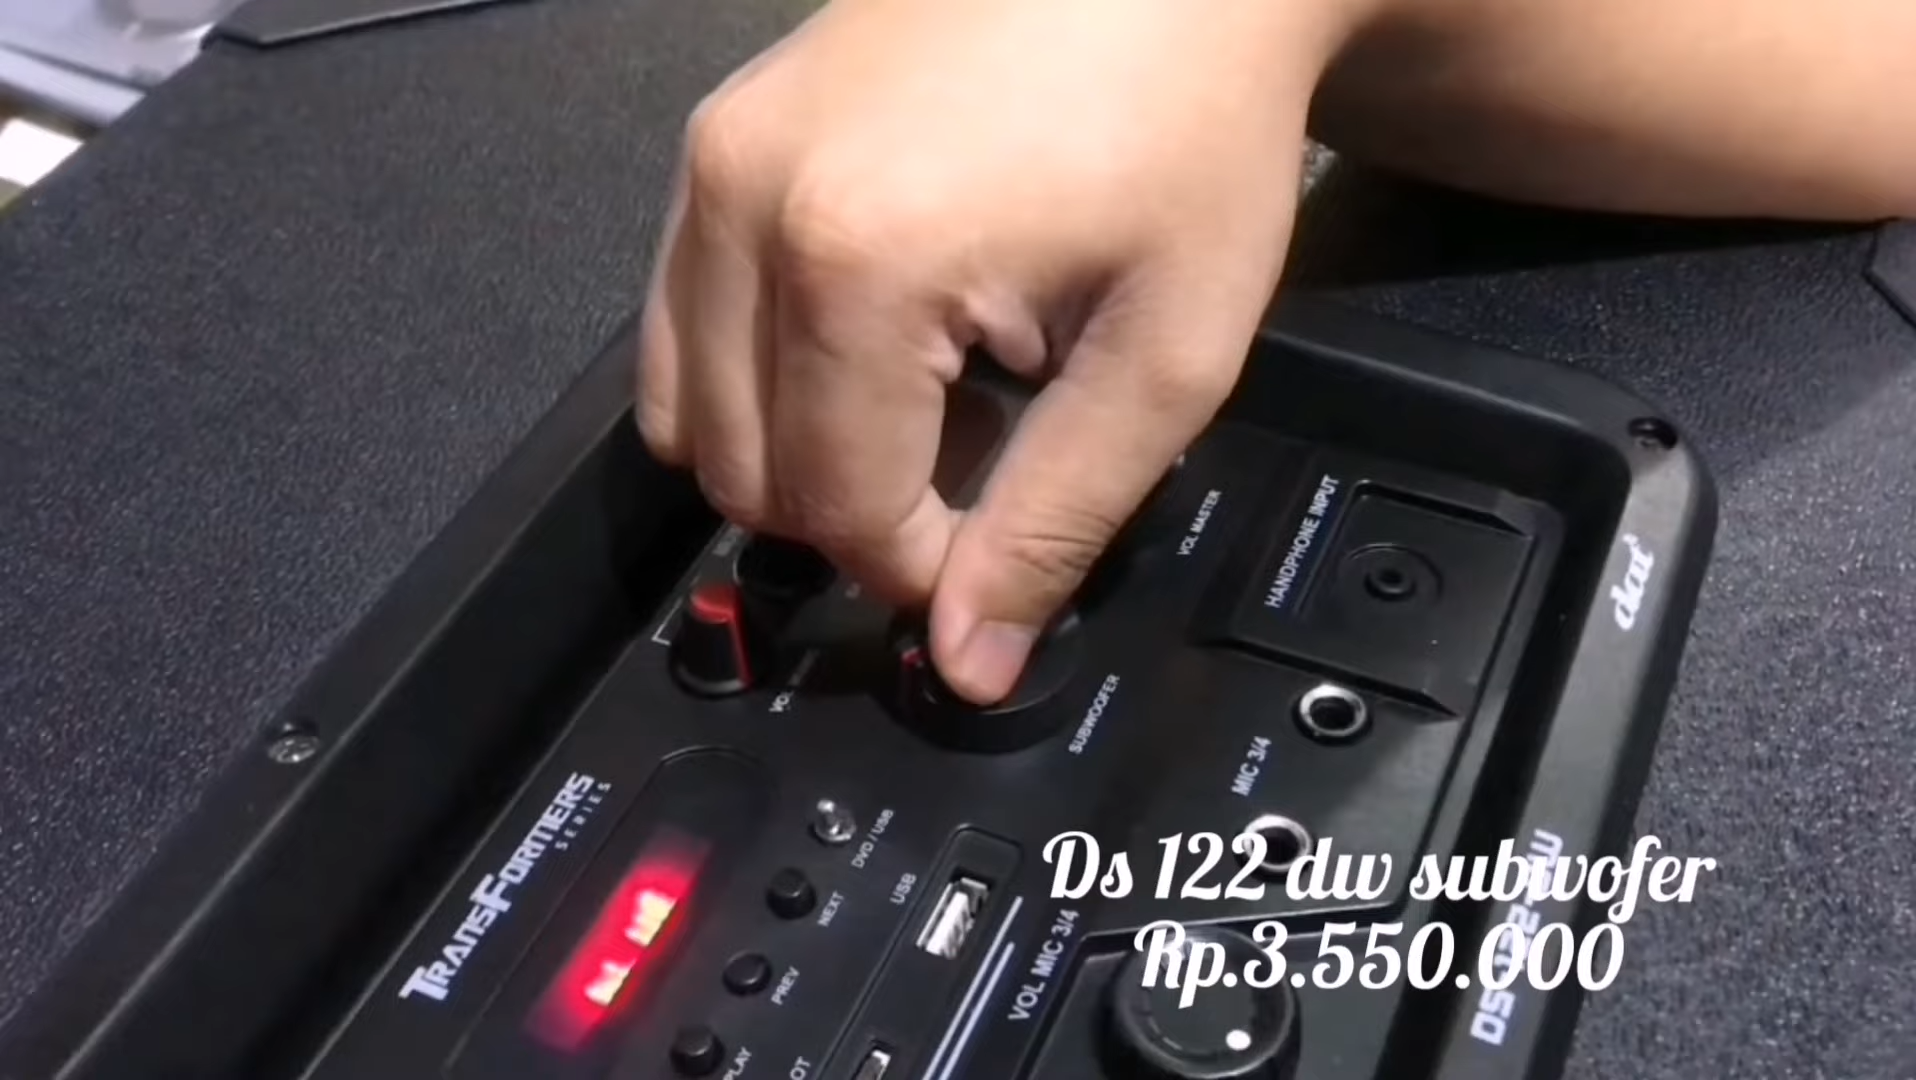 VOL MASTER
HANDPHONE INPUT
dat
SUBWOOFER
MIC 3/4
TRANSFORMERS
SERIES
DVD / USB
NEXT
USB
PREV
VOL MIC 3/4
Ds 122 dw subwofer
Rp.3.550.000